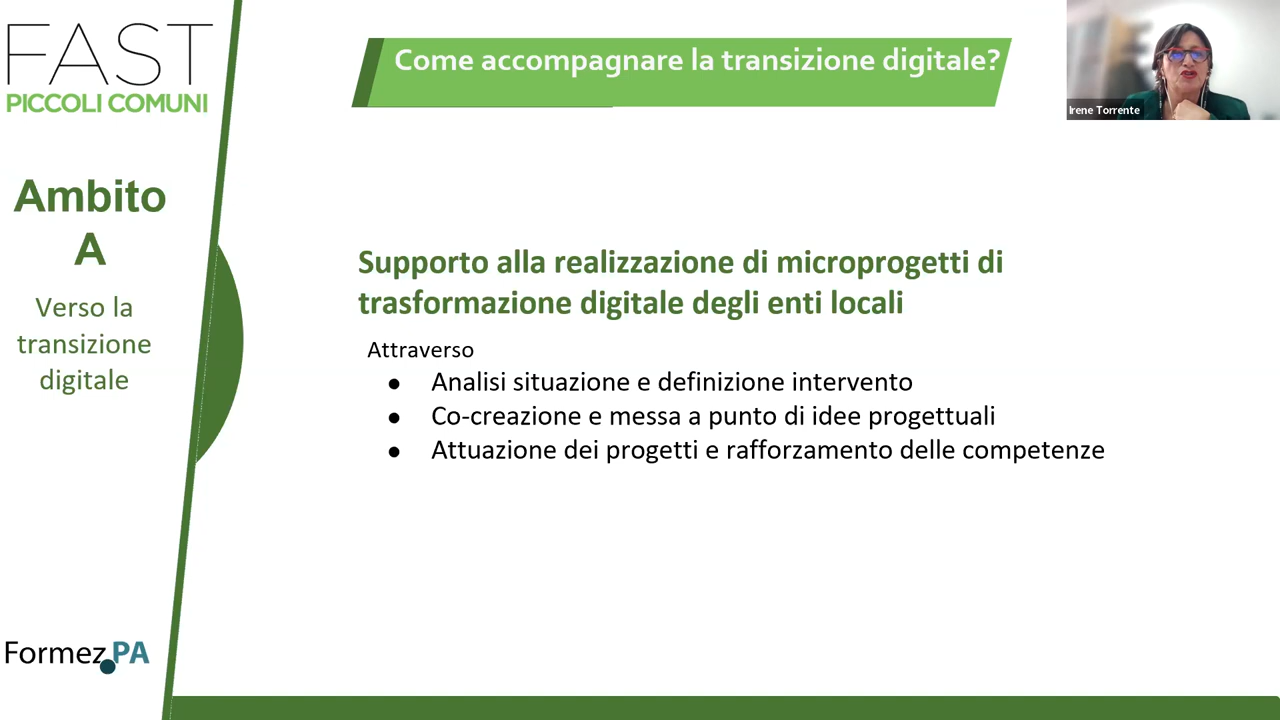 FAST
PICCOLI COMUNI
Ambito
A
Verso la
transizione
digitale
Formez PA
Come accompagnare la transizione digitale?
Irene Torrente
Supporto alla realizzazione di microprogetti di
trasformazione digitale degli enti locali
Attraverso
● Analisi situazione e definizione intervento
● Co-creazione e messa a punto di idee progettuali
● Attuazione dei progetti e rafforzamento delle competenze